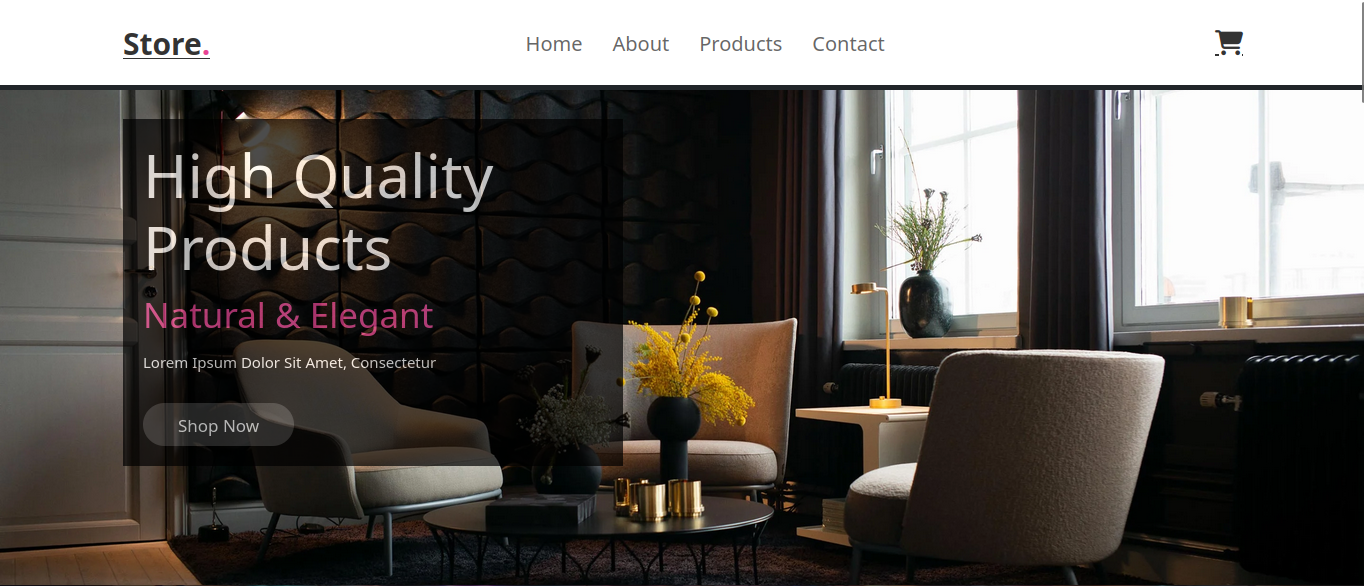 Store.
Home
About
Products
Contact
High Quality
Products
Natural & Elegant
Lorem Ipsum Dolor Sit Amet, Consectetur
Shop Now